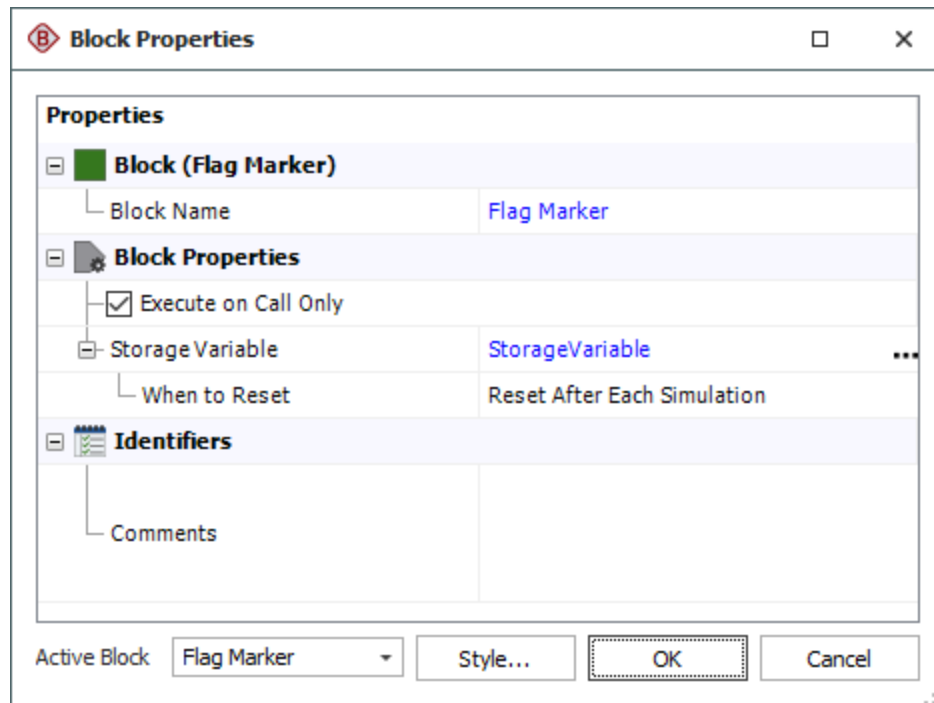 B Block Properties
Properties
Block (Flag Marker)
Block Name Flag Marker
Block Properties
Execute on Call Only
Storage Variable StorageVariable ...
When to Reset Reset After Each Simulation
Identifiers
Comments
Active Block Flag Marker Style... OK Cancel